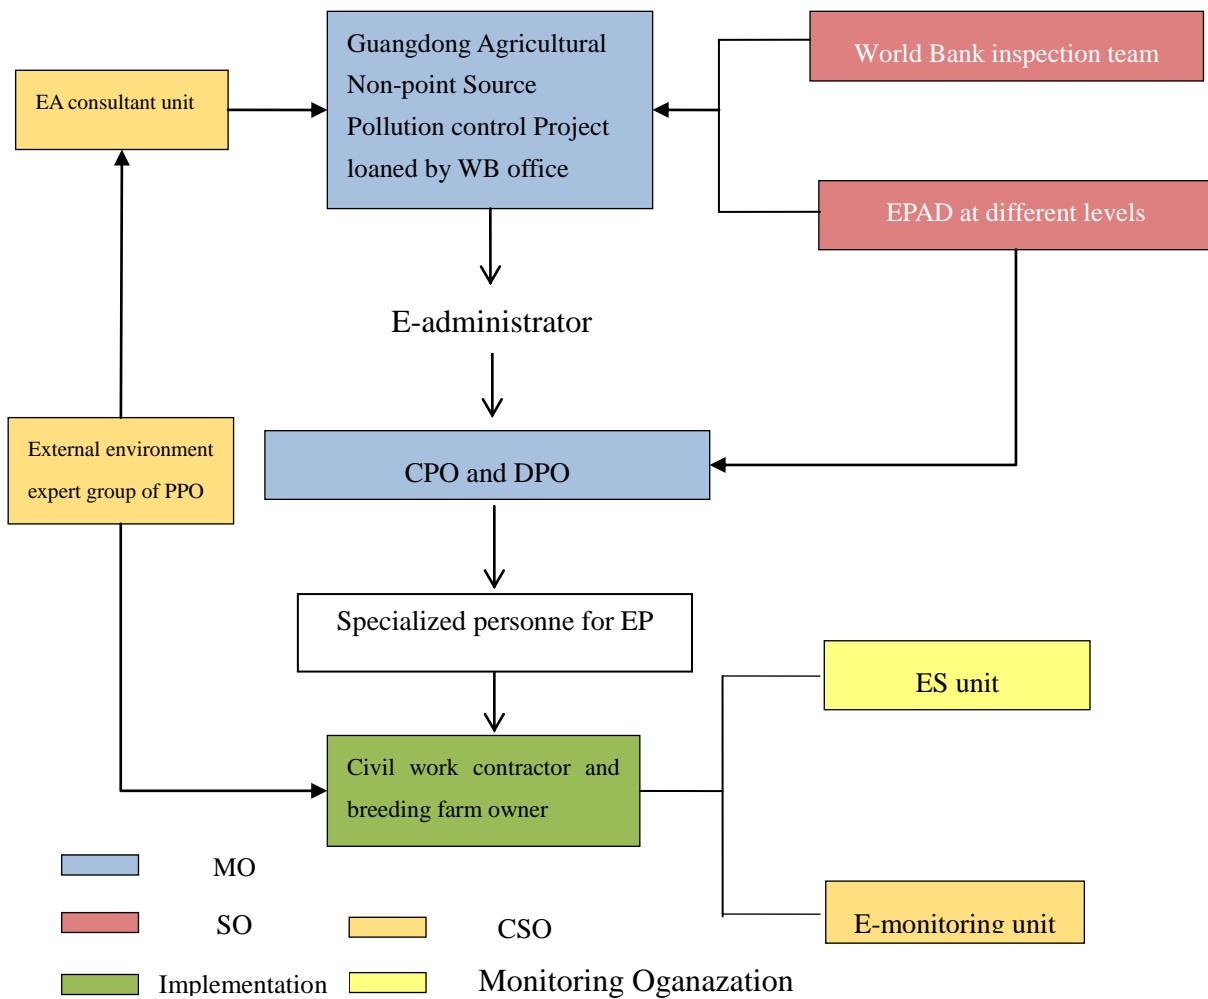 Guangdong Agricultural
Non-point Source
Pollution control Project
loaned by WB office
World Bank inspection team
EA consultant unit
EPAD at different levels
E-administrator
External environment
expert group of PPO
CPO and DPO
Specialized personne for EP
ES unit
Civil work contractor and
breeding farm owner
MO
SO
CSO
E-monitoring unit
Implementation
Monitoring Oganazation